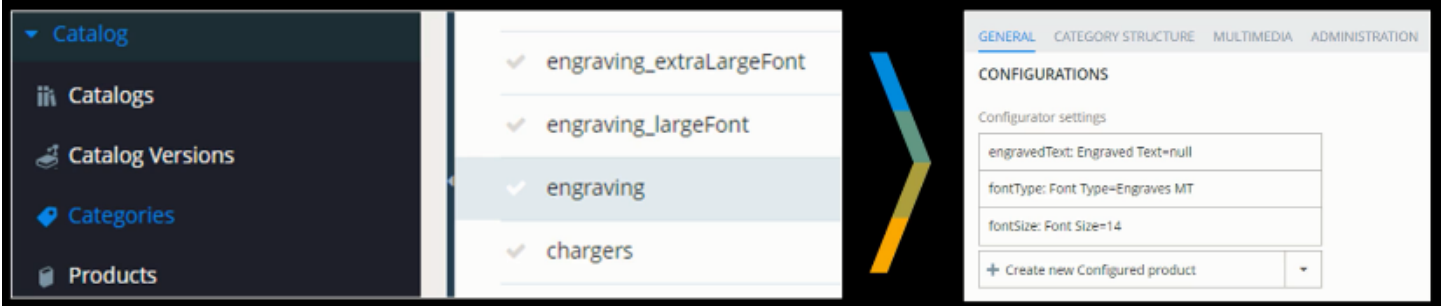 Catalog
Catalogs
Catalog Versions
Categories
Products
engraving_extraLargeFont
engraving_largeFont
engraving
chargers
GENERAL CATEGORY STRUCTURE MULTIMEDIA ADMINISTRATION
CONFIGURATIONS
Configurator settings
engravedText: Engraved Text=null
fontType: Font Type=Engraves MT
fontSize: Font Size=14
+ Create new Configured product